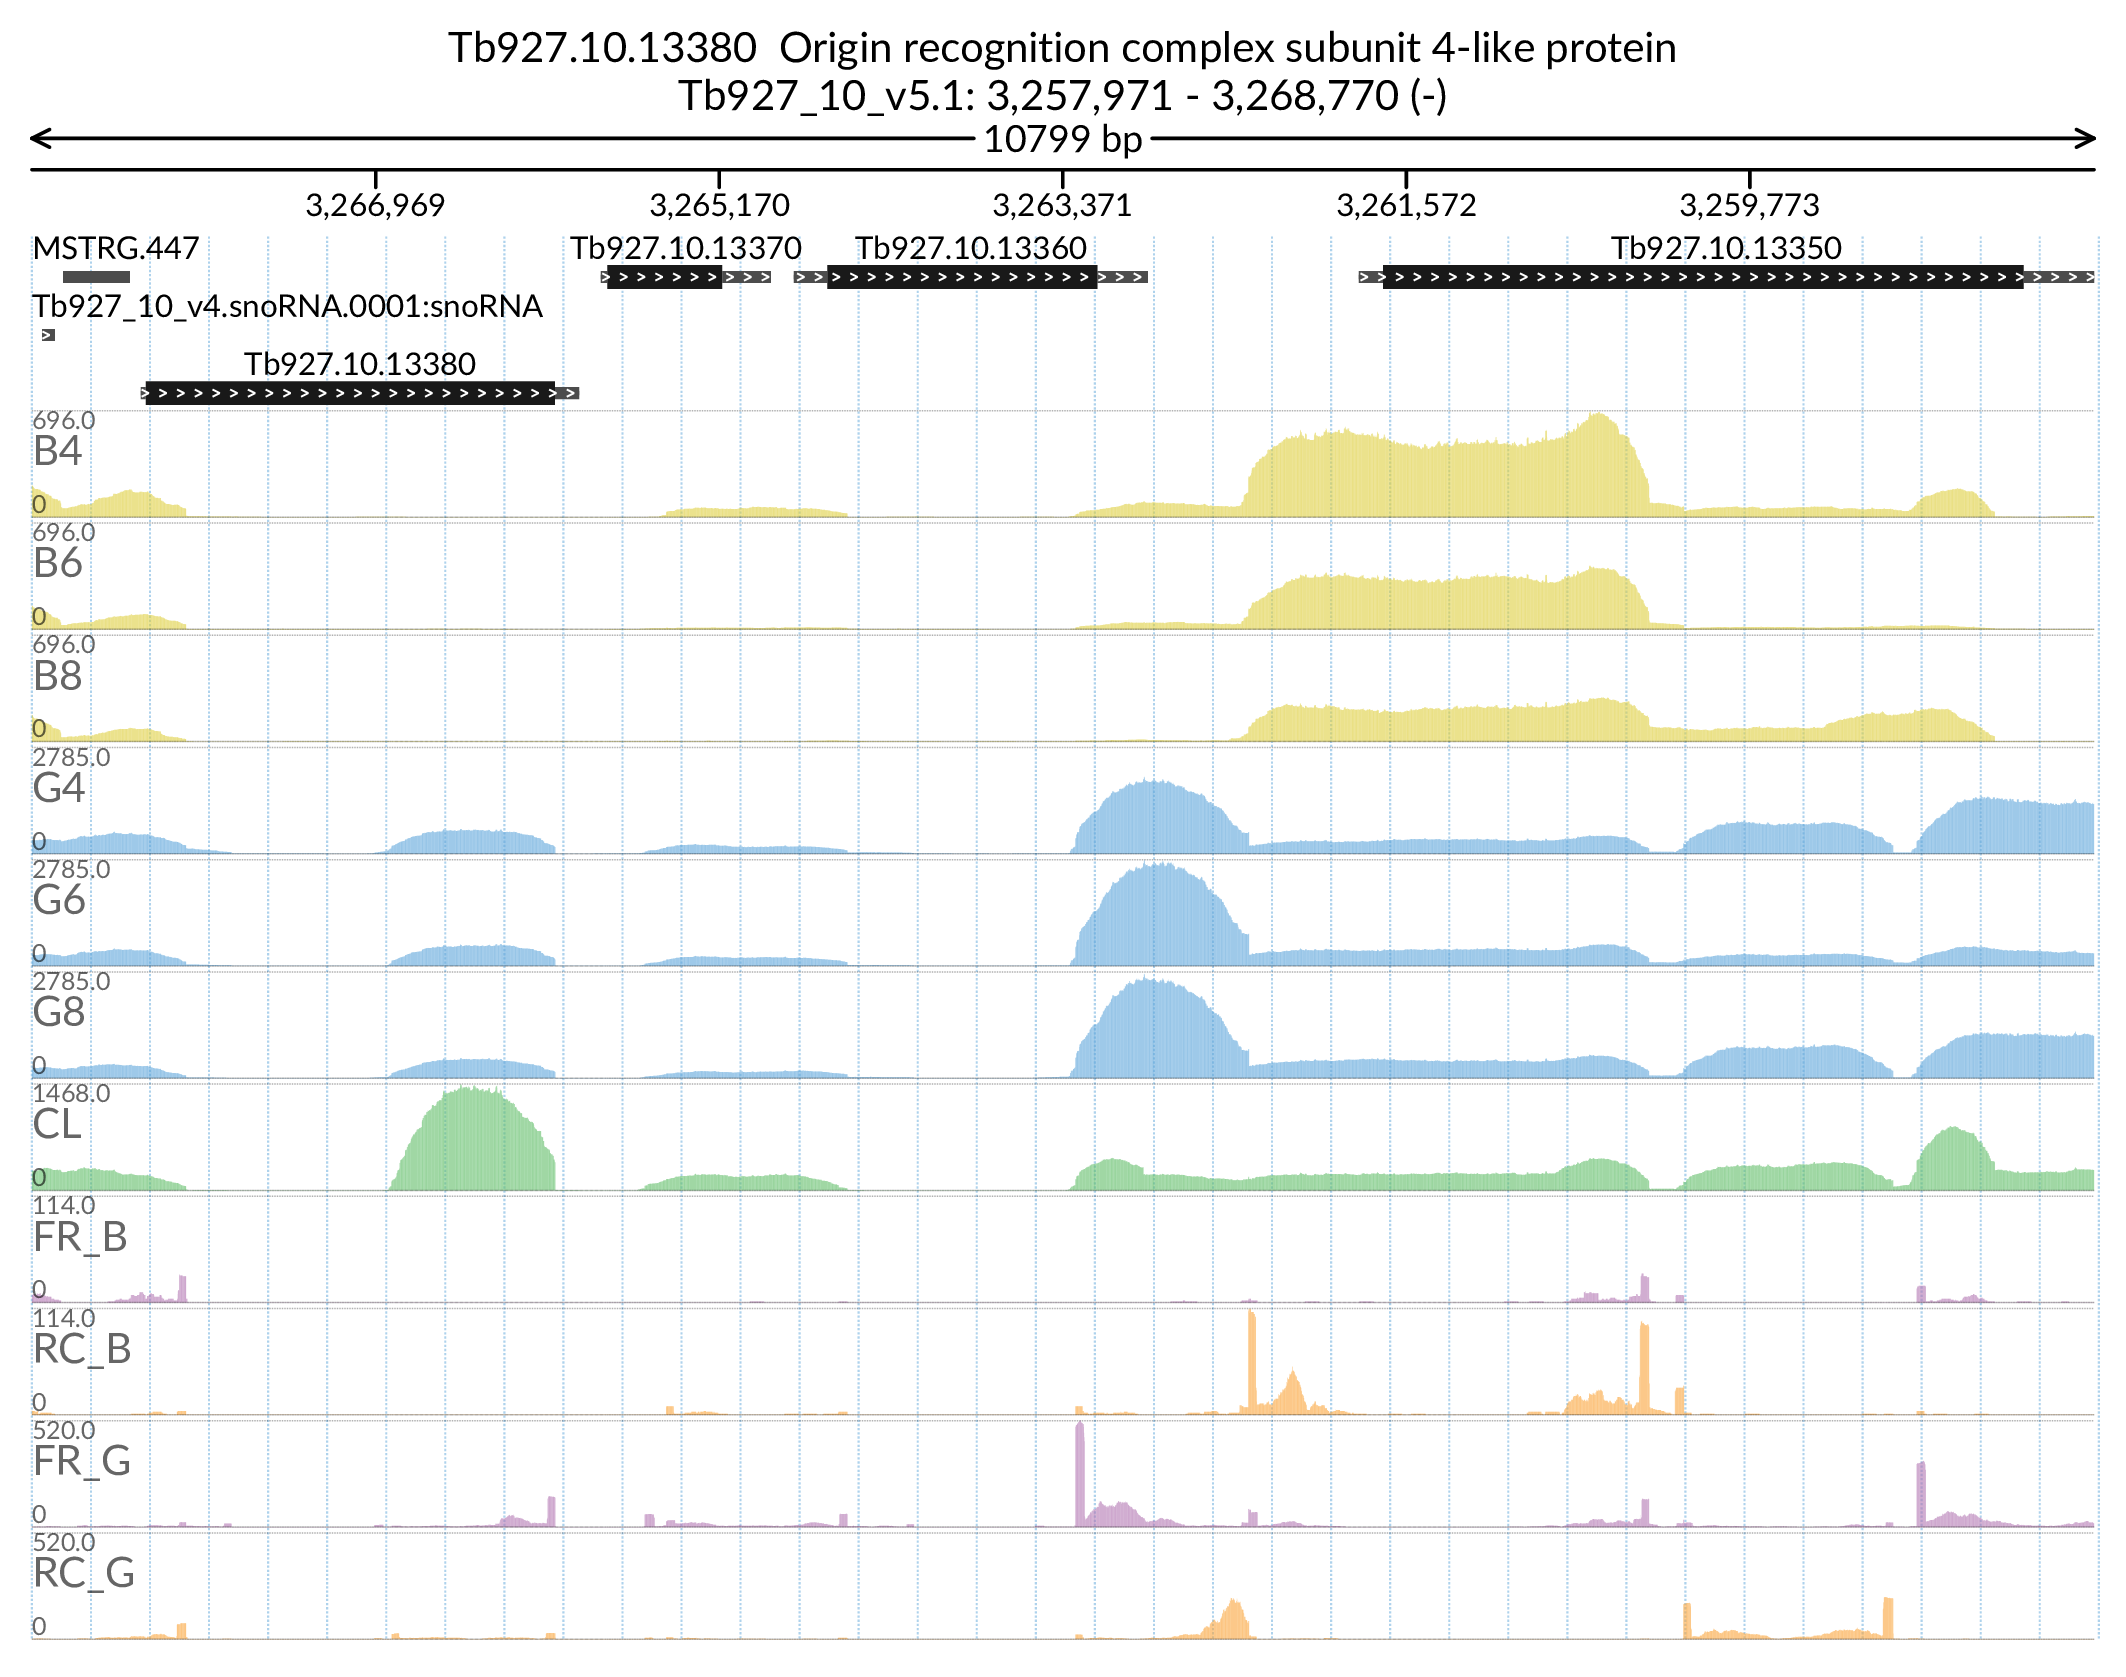 Tb927.10.13380  Origin recognition complex subunit 4-like protein
Tb927_10_v5.1: 3,257,971 - 3,268,770 (-)
10799 bp
3,266,969 3,265,170 3,263,371 3,261,572 3,259,773
MSTRG.447 Tb927.10.13370 Tb927.10.13360 Tb927.10.13350
Tb927_10_v4.snoRNA.0001:snoRNA
Tb927.10.13380
696.0
B4
0
696.0
B6
0
696.0
B8
0
2785.0
G4
0
2785.0
G6
0
2785.0
G8
0
1468.0
CL
0
114.0
FR_B
0
114.0
RC_B
0
520.0
FR_G
0
520.0
RC_G
0